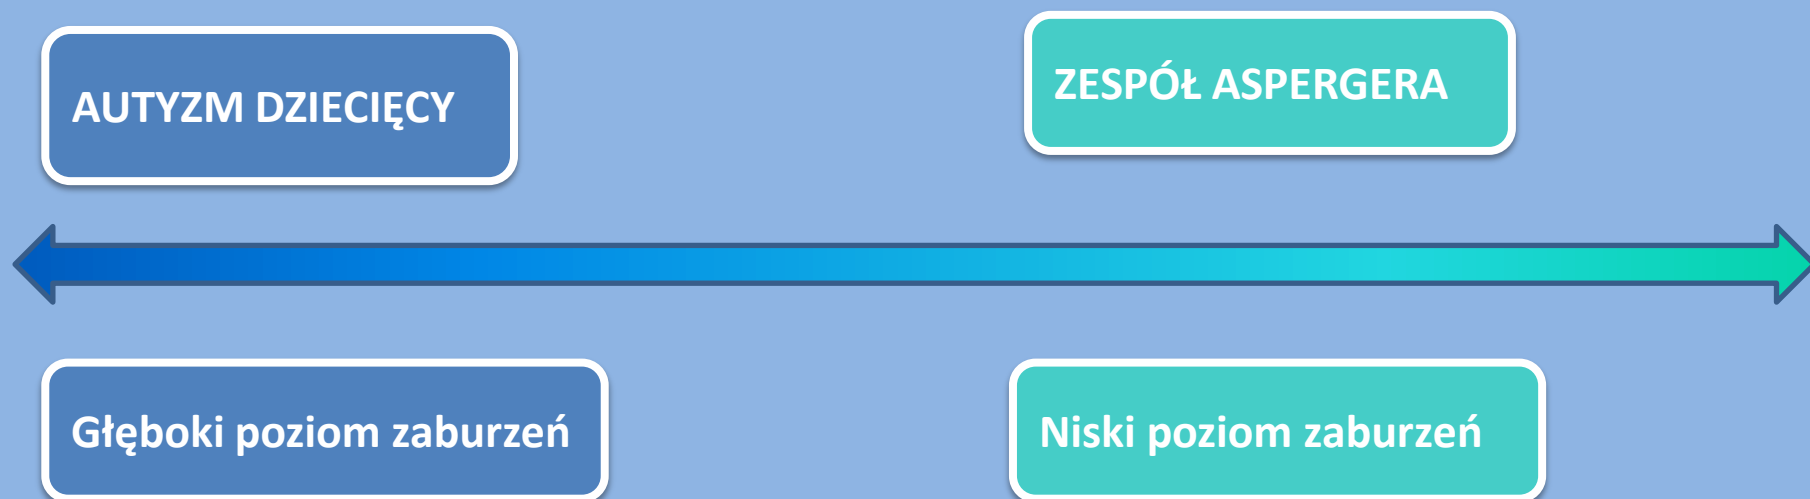 AUTYZM DZIECIĘCY
ZESPÓŁ ASPERGERA
Głęboki poziom zaburzeń
Niski poziom zaburzeń